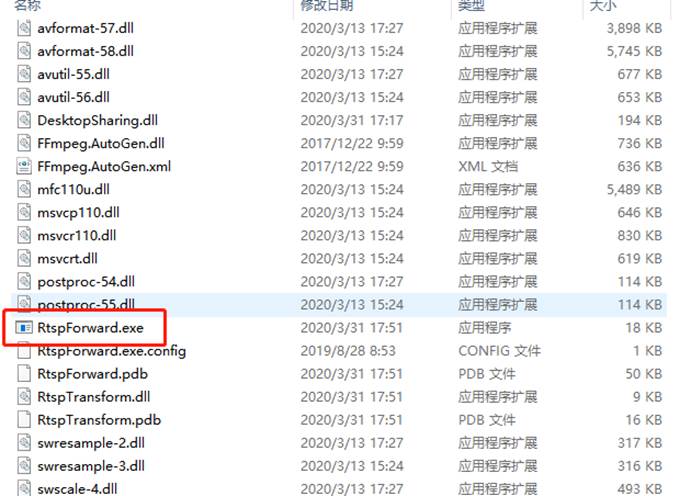 名称 修改日期 类型 大小
avformat-57.dll 2020/3/13 17:27 应用程序扩展 3,898 KB
avformat-58.dll 2020/3/13 15:24 应用程序扩展 5,745 KB
avutil-55.dll 2020/3/13 17:27 应用程序扩展 677 KB
avutil-56.dll 2020/3/13 15:24 应用程序扩展 653 KB
DesktopSharing.dll 2020/3/31 17:17 应用程序扩展 194 KB
FFmpeg.AutoGen.dll 2017/12/22 9:59 应用程序扩展 736 KB
FFmpeg.AutoGen.xml 2017/12/22 9:59 XML 文档 636 KB
mfc110u.dll 2020/3/13 15:24 应用程序扩展 5,489 KB
msvcp110.dll 2020/3/13 15:24 应用程序扩展 646 KB
msvcr110.dll 2020/3/13 15:24 应用程序扩展 830 KB
msvcrt.dll 2020/3/13 15:24 应用程序扩展 619 KB
postproc-54.dll 2020/3/13 17:27 应用程序扩展 114 KB
postproc-55.dll 2020/3/13 15:24 应用程序扩展 114 KB
RtspForward.exe 2020/3/31 17:51 应用程序 18 KB
RtspForward.exe.config 2019/8/28 8:53 CONFIG 文件 1 KB
RtspForward.pdb 2020/3/31 17:51 PDB 文件 50 KB
RtspTransform.dll 2020/3/31 17:51 应用程序扩展 9 KB
RtspTransform.pdb 2020/3/31 17:51 PDB 文件 16 KB
swresample-2.dll 2020/3/13 17:27 应用程序扩展 317 KB
swresample-3.dll 2020/3/13 15:24 应用程序扩展 316 KB
swscale-4.dll 2020/3/13 17:27 应用程序扩展 493 KB